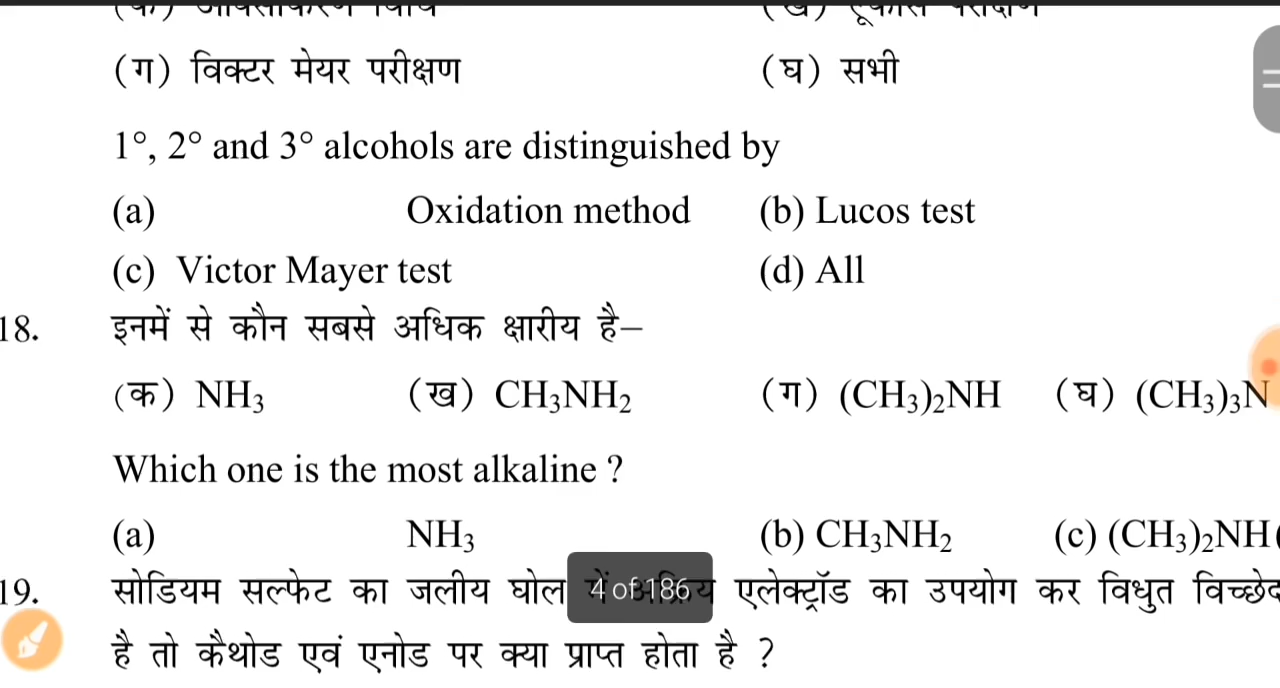 (ग) विक्टर मेयर परीक्षण (घ) सभी
1°, 2° and 3° alcohols are distinguished by
(a) Oxidation method (b) Lucos test
(c) Victor Mayer test (d) All
18. इनमें से कौन सबसे अधिक क्षारीय है–
(क) NH₃ (ख) CH₃NH₂ (ग) (CH₃)₂NH (घ) (CH₃)₃N
Which one is the most alkaline ?
(a) NH₃ (b) CH₃NH₂ (c) (CH₃)₂NH(
19. सोडियम सल्फेट का जलीय घोल 4 of 186 एलेक्ट्रॉड का उपयोग कर विधुत
है तो कैथोड एवं एनोड पर क्या प्राप्त होता है ?